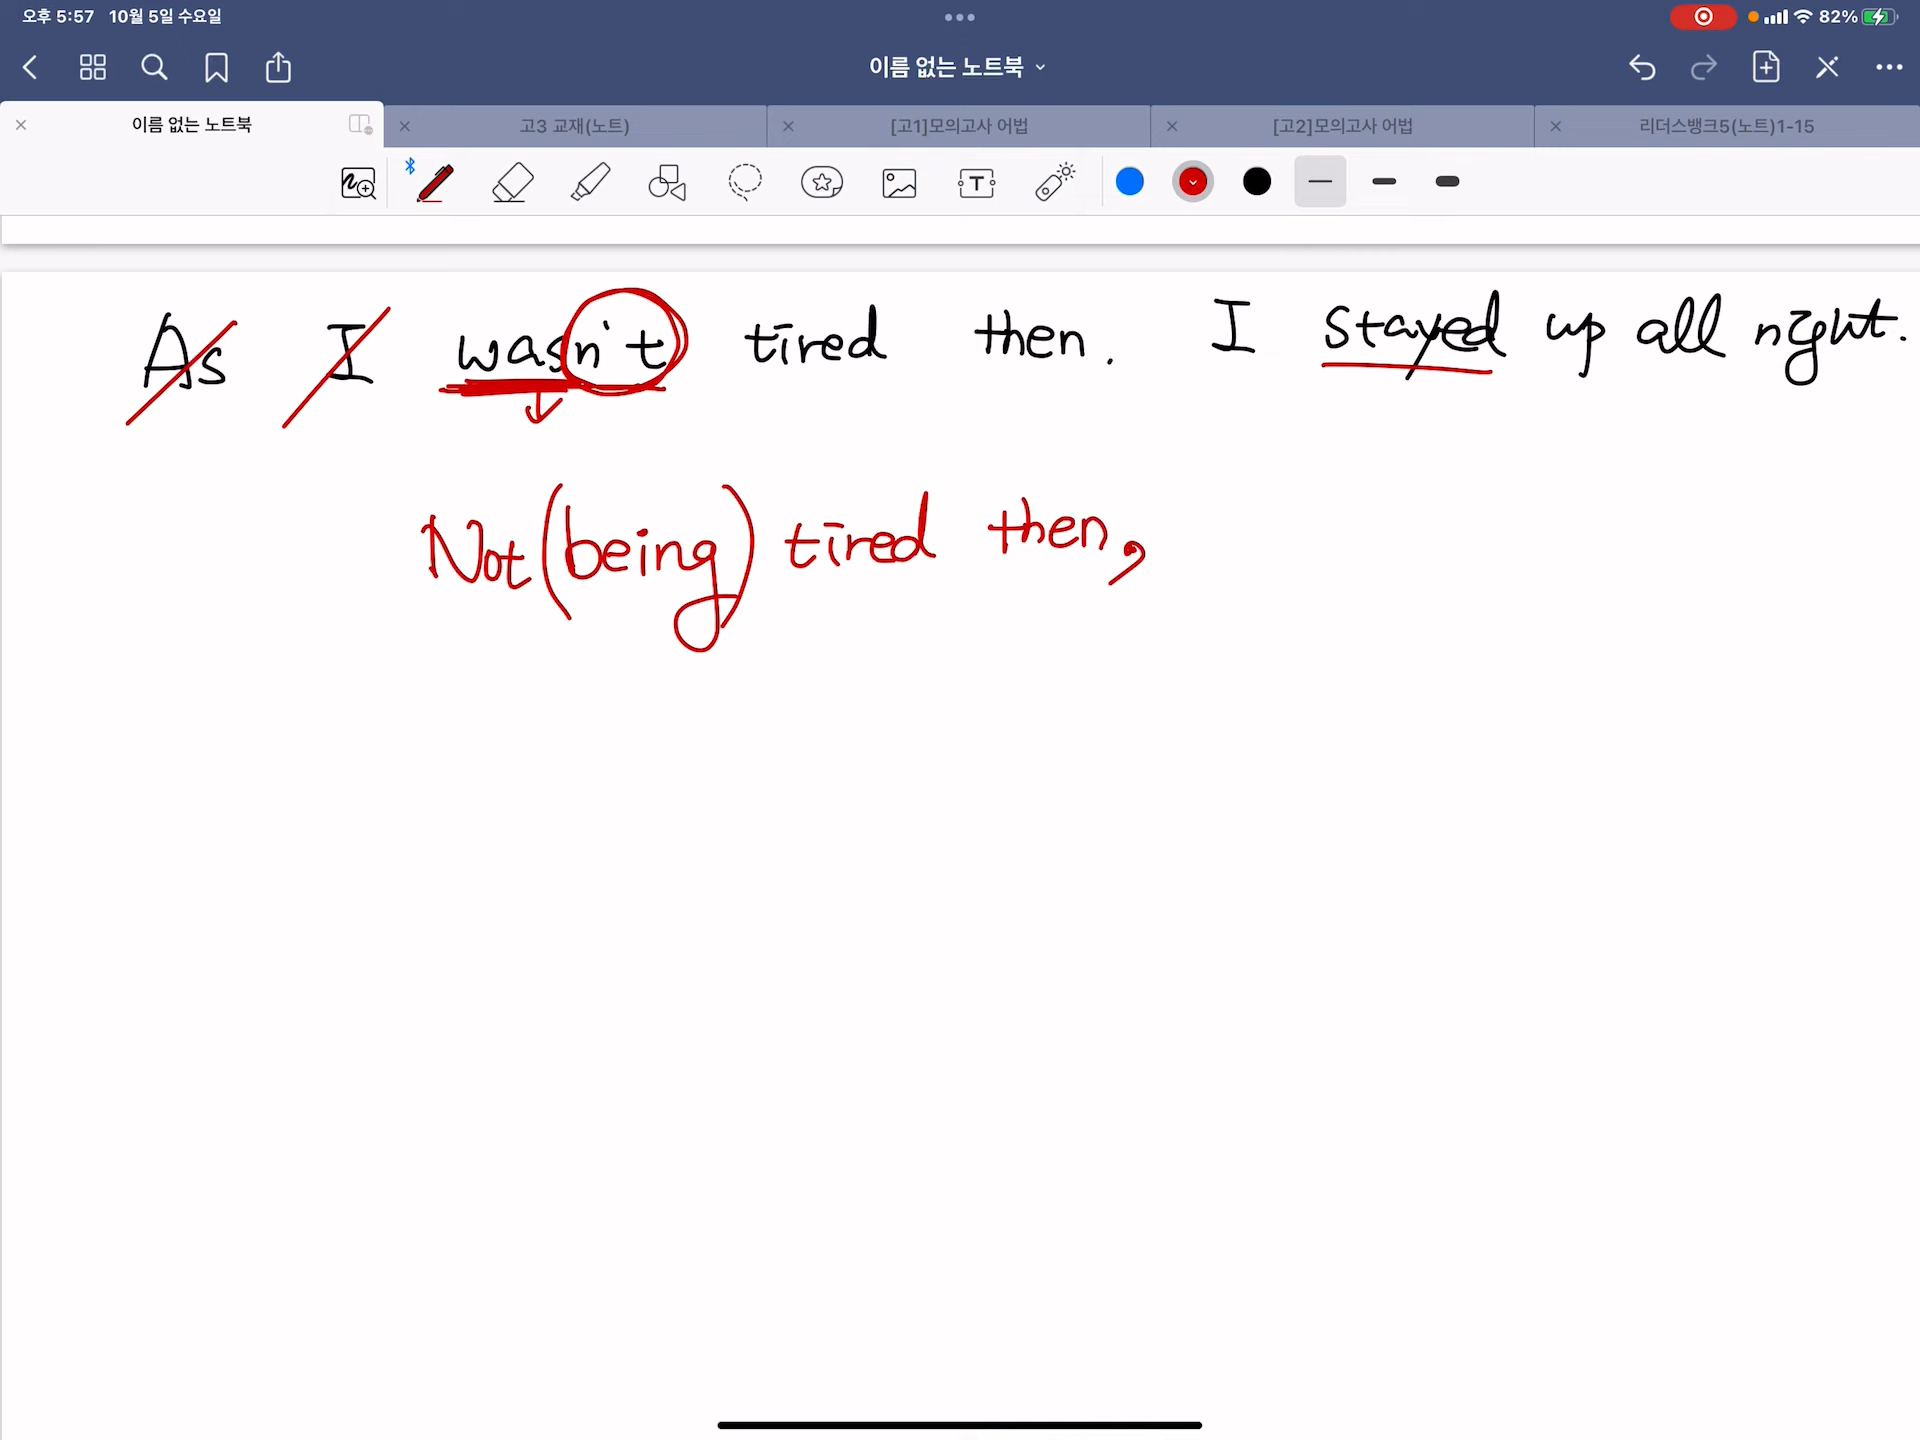 오후 5:57 10월 5일 수요일
82%
이름 없는 노트북
이름 없는 노트북
고3 교재(노트)
[고1]모의고사 어법
[고2]모의고사 어법
리더스뱅크5(노트)1-15
T
As I wasn't tired then. I stayed up all night.
Not (being) tired then,